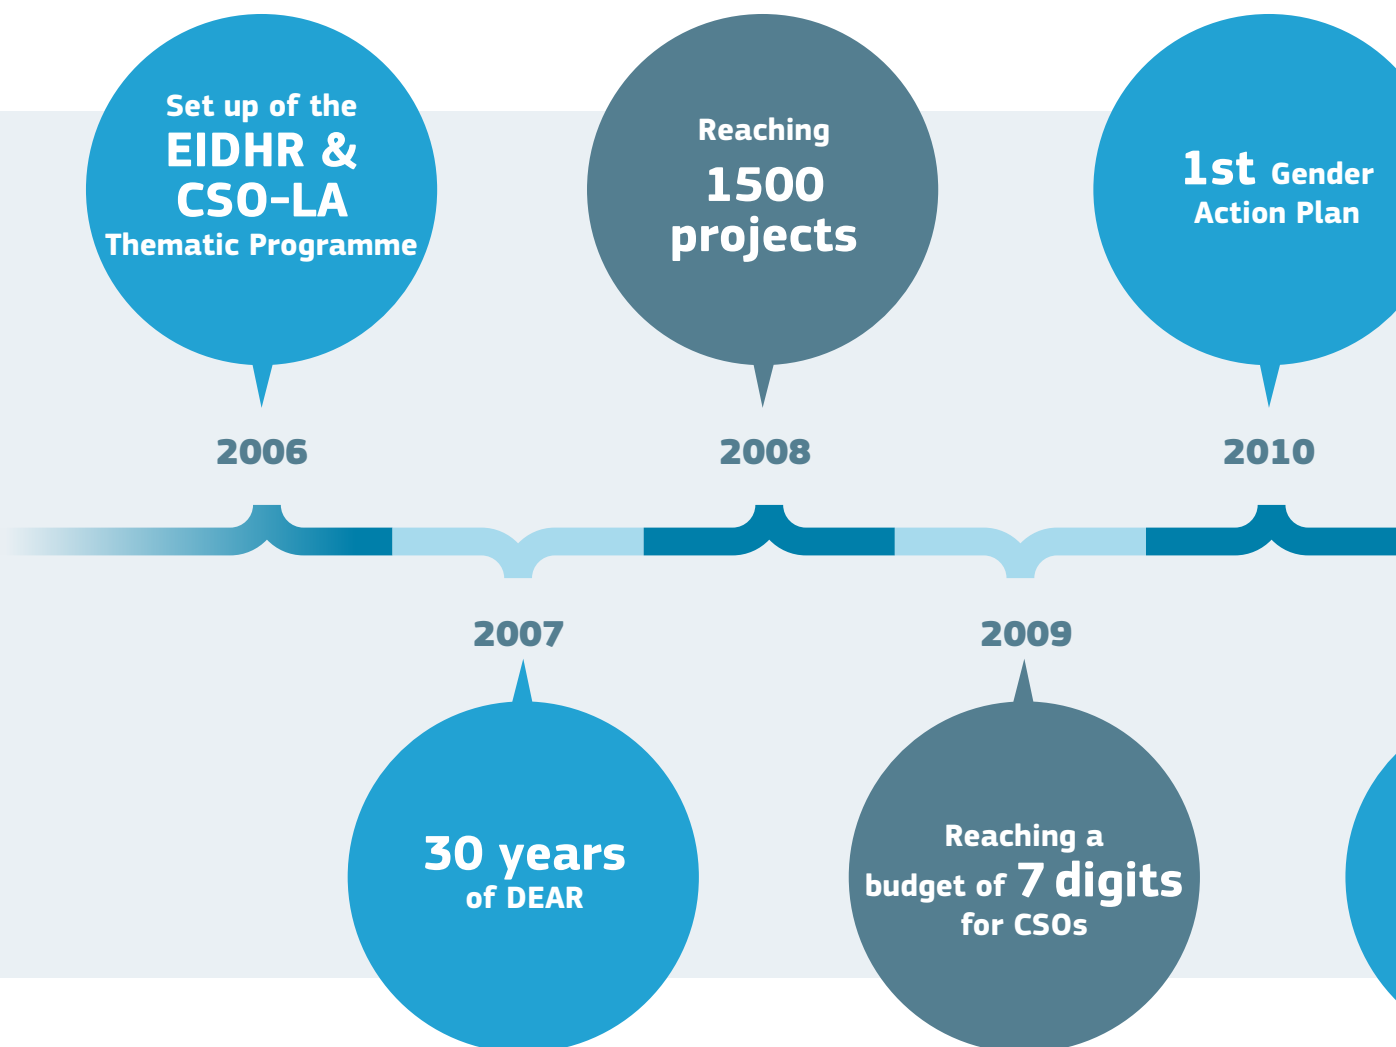 Set up of the
EIDHR &
CSO-LA
Thematic Programme
2006
30 years
of DEAR
2007
Reaching
1500
projects
2008
Reaching a
budget of 7 digits
for CSOs
2009
1st Gender
Action Plan
2010